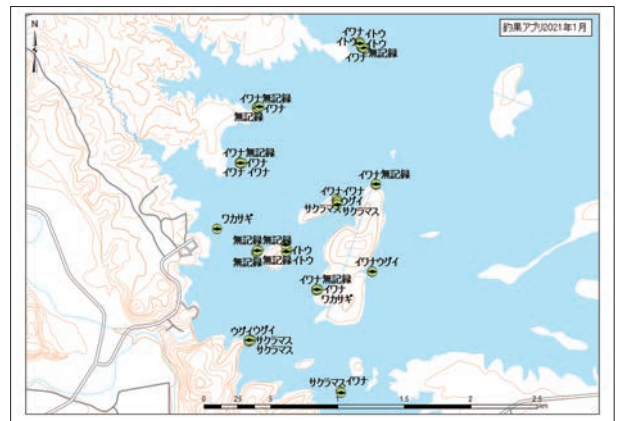 釣果アプリ2021年1月
N
イワナ イトウ
イトウ イトウ
無記録
イワナ
イワナ無記録
イワナ
無記録
イワナ無記録
イワナ
イワナ イワナ
イワナ無記録
イワナイワナ
ウグイ
サクラマス サクラマス
ワカサギ
無記録無記録 イトウ
無記録 無記録イトウ
イワナウグイ
イワナ無記録
イワナ
ワカサギ
ウグイウグイ
サクラマス
サクラマス
サクラマスイワナ
0 .25 .5 1 1.5 2 2.5
km